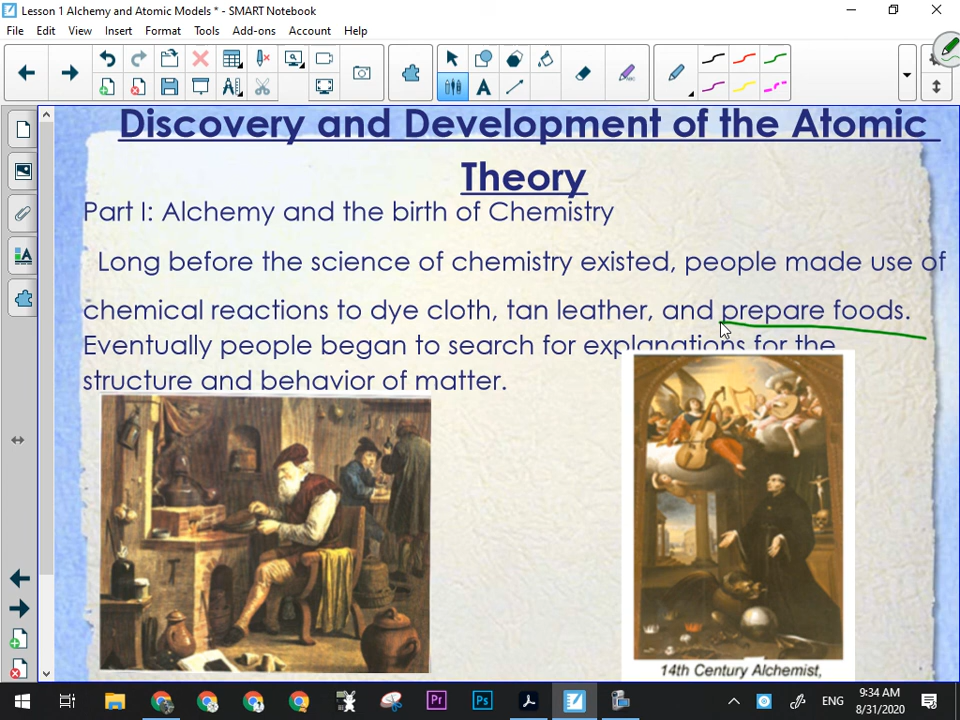 Lesson 1 Alchemy and Atomic Models * - SMART Notebook
File Edit View Insert Format Tools Add-ons Account Help
Discovery and Development of the Atomic
Theory
Part I: Alchemy and the birth of Chemistry
Long before the science of chemistry existed, people made use of
chemical reactions to dye cloth, tan leather, and prepare foods.
Eventually people began to search for explanations for the
structure and behavior of matter.
14th Century Alchemist,
ENG
9:34 AM
8/31/2020